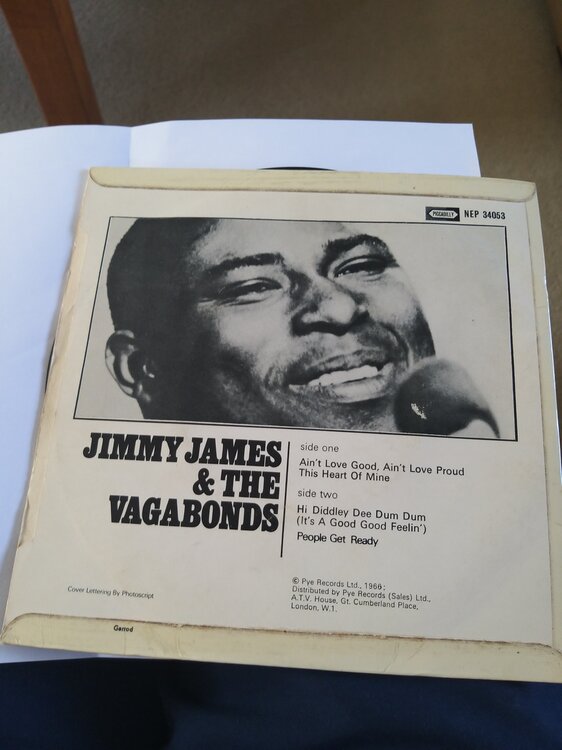 PICCADILLY NEP 34053
JIMMY JAMES
& THE
VAGABONDS
side one
Ain't Love Good, Ain't Love Proud
This Heart Of Mine
side two
Hi Diddley Dee Dum Dum
(It's A Good Good Feelin')
People Get Ready
Cover Lettering By Photoscript
© Pye Records Ltd., 1966;
Distributed by Pye Records (Sales) Ltd.,
A.T.V. House, Gt. Cumberland Place,
London, W.1.
Garrod